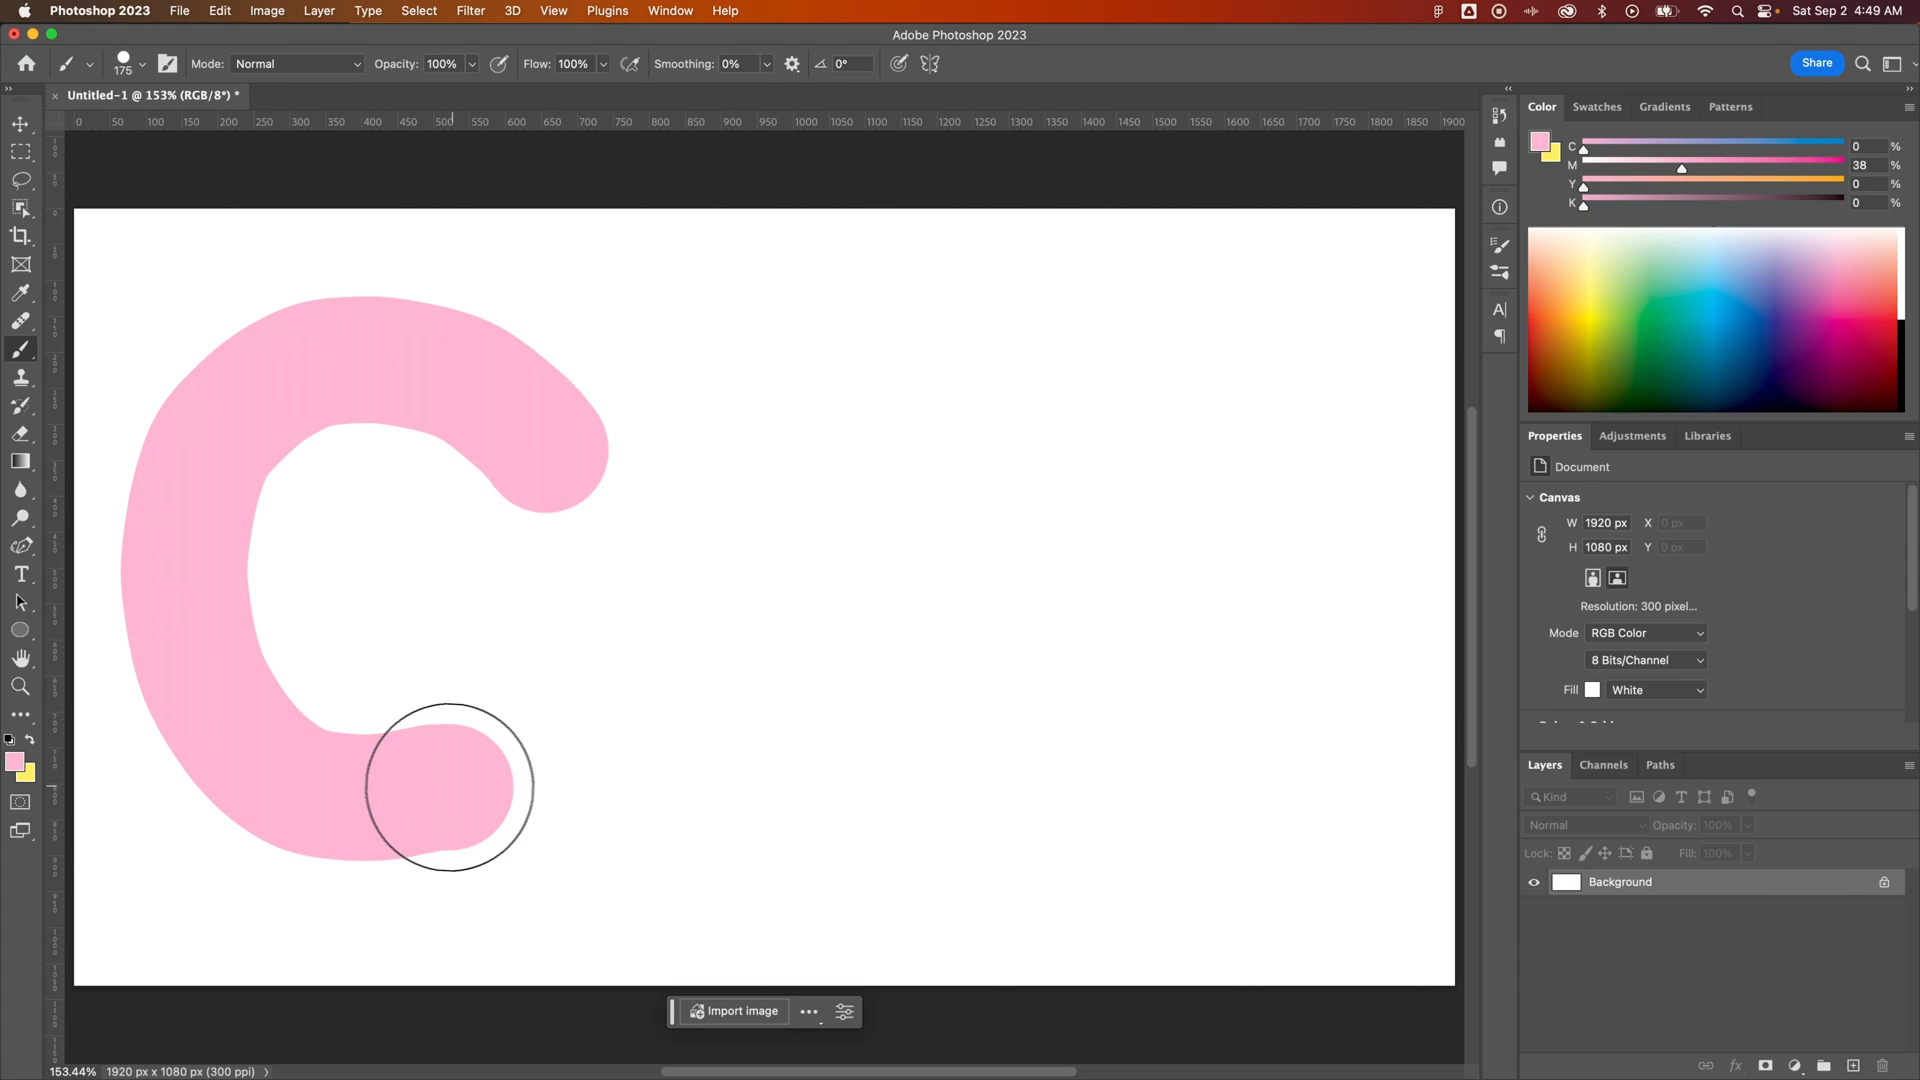 Photoshop 2023 File Edit Image Layer Type Select Filter 3D View Plugins Window Help Sat Sep 2 4:49 AM
Adobe Photoshop 2023
175 Mode: Normal Opacity: 100% Flow: 100% Smoothing: 0% 0° Share
× Untitled-1 @ 153% (RGB/8*) *
0 50 100 150 200 250 300 350 400 450 500 550 600 650 700 750 800 850 900 950 1000 1050 1100 1150 1200 1250 1300 1350 1400 1450 1500 1550 1600 1650 1700 1750 1800 1850 1900
Color Swatches Gradients Patterns
C 0 %
M 38 %
Y 0 %
K 0 %
Properties Adjustments Libraries
Document
Canvas
W 1920 px X 0 px
H 1080 px Y 0 px
Resolution: 300 pixel...
Mode RGB Color
8 Bits/Channel
Fill White
Layers Channels Paths
Kind
Normal Opacity: 100%
Lock: Fill: 100%
Background
Import image
153.44% 1920 px x 1080 px (300 ppi)